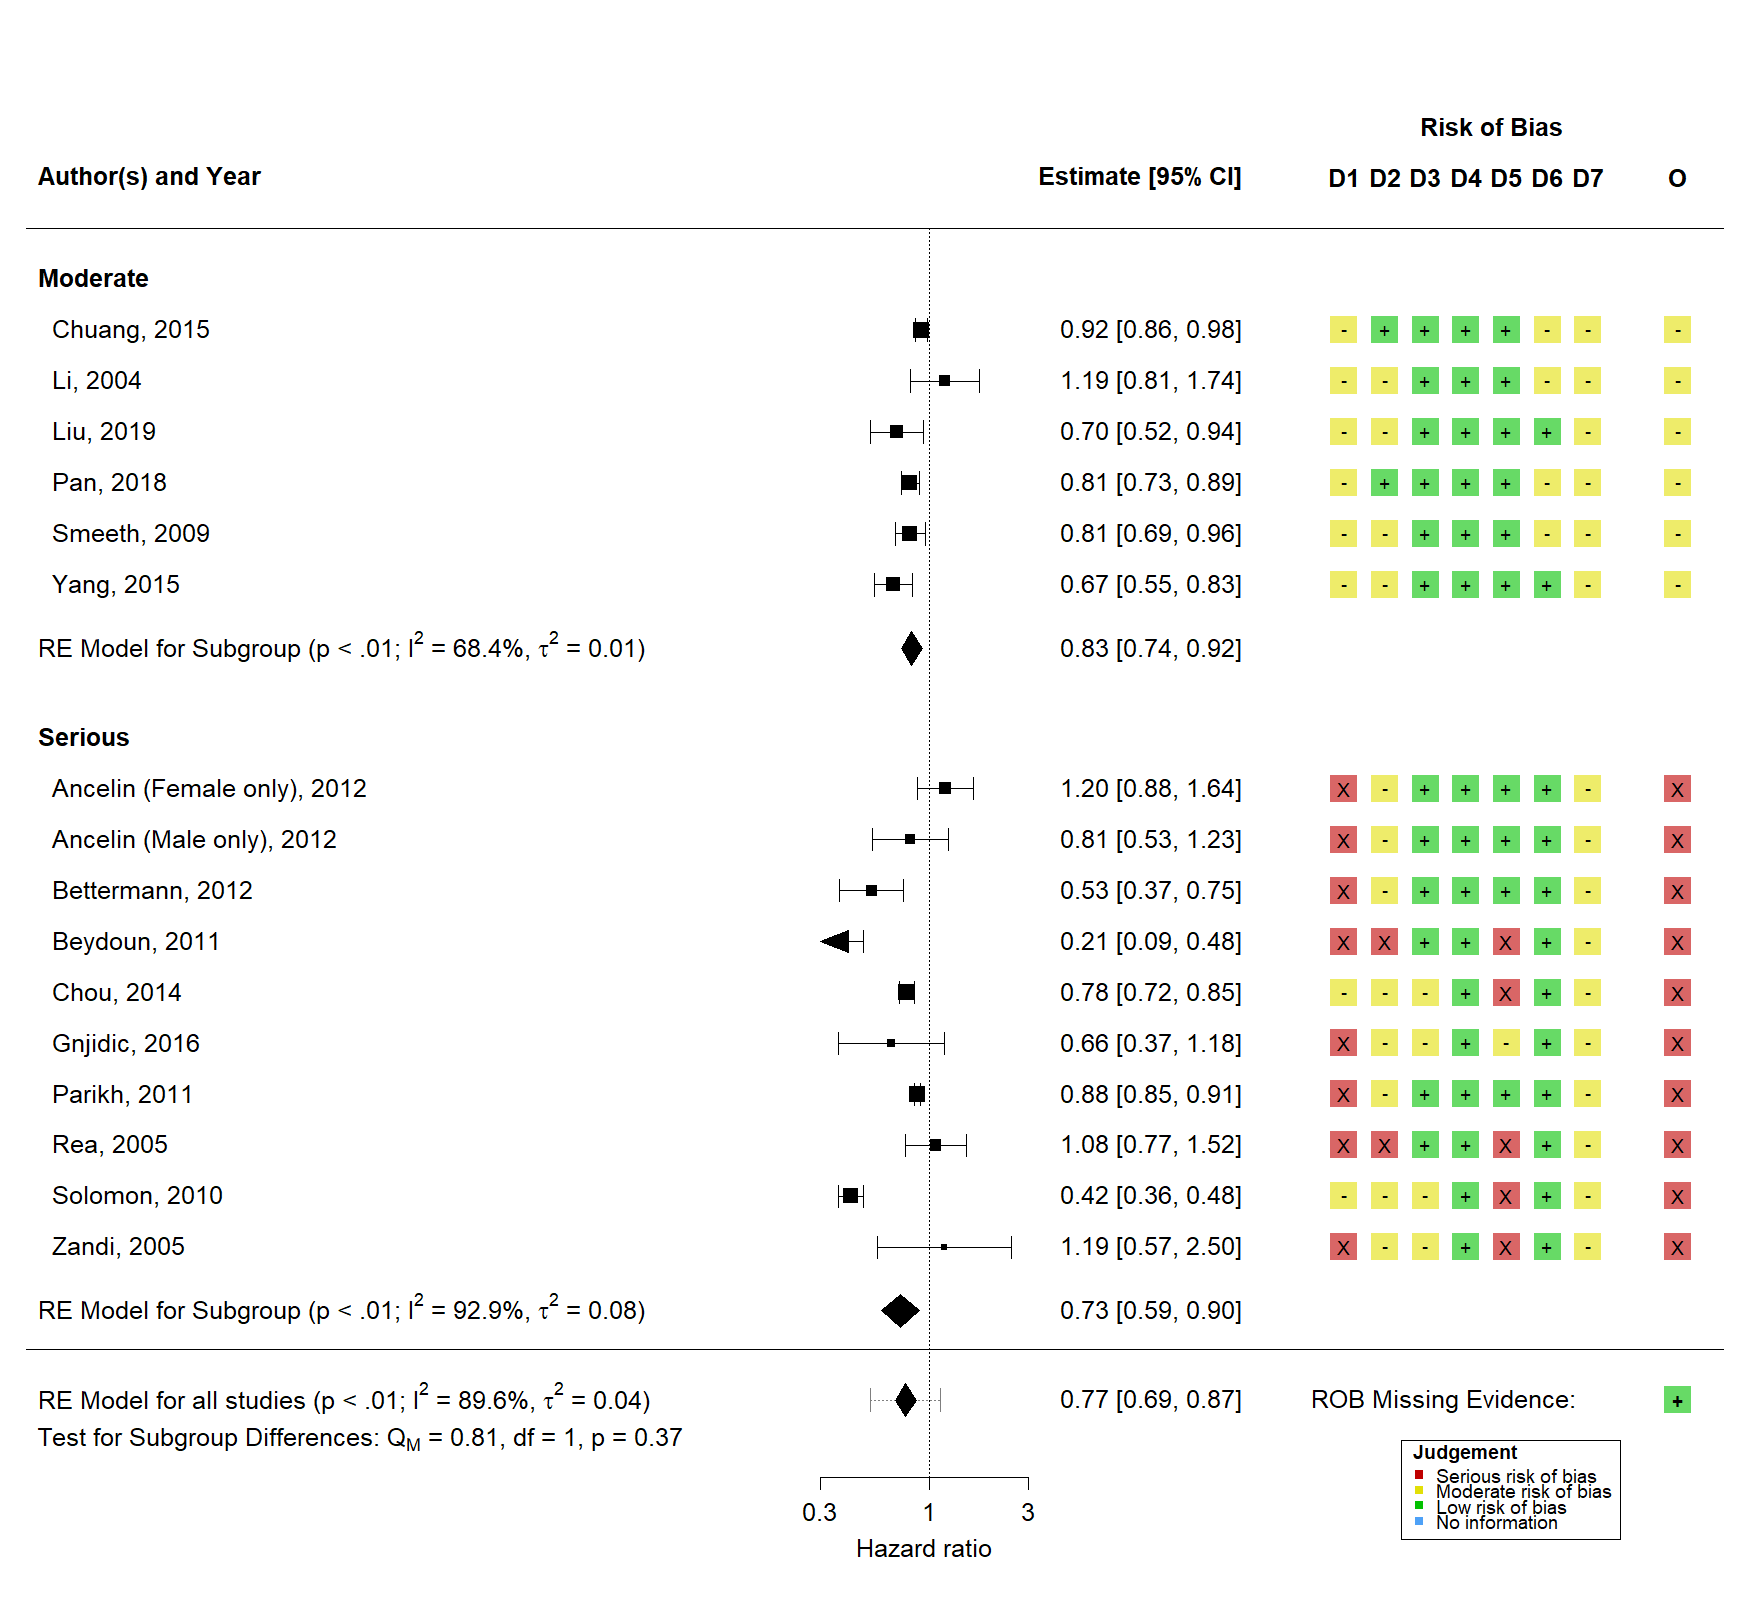 Risk of Bias
Author(s) and Year Estimate [95% CI] D1 D2 D3 D4 D5 D6 D7 O
Moderate
Chuang, 2015 0.92 [0.86, 0.98] - + + + + - - -
Li, 2004 1.19 [0.81, 1.74] - - + + + - - -
Liu, 2019 0.70 [0.52, 0.94] - - + + + + - -
Pan, 2018 0.81 [0.73, 0.89] - + + + + - - -
Smeeth, 2009 0.81 [0.69, 0.96] - - + + + - - -
Yang, 2015 0.67 [0.55, 0.83] - - + + + + - -
RE Model for Subgroup (p < .01; I² = 68.4%, τ² = 0.01) 0.83 [0.74, 0.92]
Serious
Ancelin (Female only), 2012 1.20 [0.88, 1.64] X - + + + + - X
Ancelin (Male only), 2012 0.81 [0.53, 1.23] X - + + + + - X
Bettermann, 2012 0.53 [0.37, 0.75] X - + + + + - X
Beydoun, 2011 0.21 [0.09, 0.48] X X + + X + - X
Chou, 2014 0.78 [0.72, 0.85] - - - + X + - X
Gnjidic, 2016 0.66 [0.37, 1.18] X - - + - + - X
Parikh, 2011 0.88 [0.85, 0.91] X - + + + + - X
Rea, 2005 1.08 [0.77, 1.52] X X + + X + - X
Solomon, 2010 0.42 [0.36, 0.48] - - - + X + - X
Zandi, 2005 1.19 [0.57, 2.50] X - - + X + - X
RE Model for Subgroup (p < .01; I² = 92.9%, τ² = 0.08) 0.73 [0.59, 0.90]
RE Model for all studies (p < .01; I² = 89.6%, τ² = 0.04) 0.77 [0.69, 0.87] ROB Missing Evidence: +
Test for Subgroup Differences: Q_M = 0.81, df = 1, p = 0.37
0.3 1 3
Hazard ratio
Judgement
Serious risk of bias
Moderate risk of bias
Low risk of bias
No information